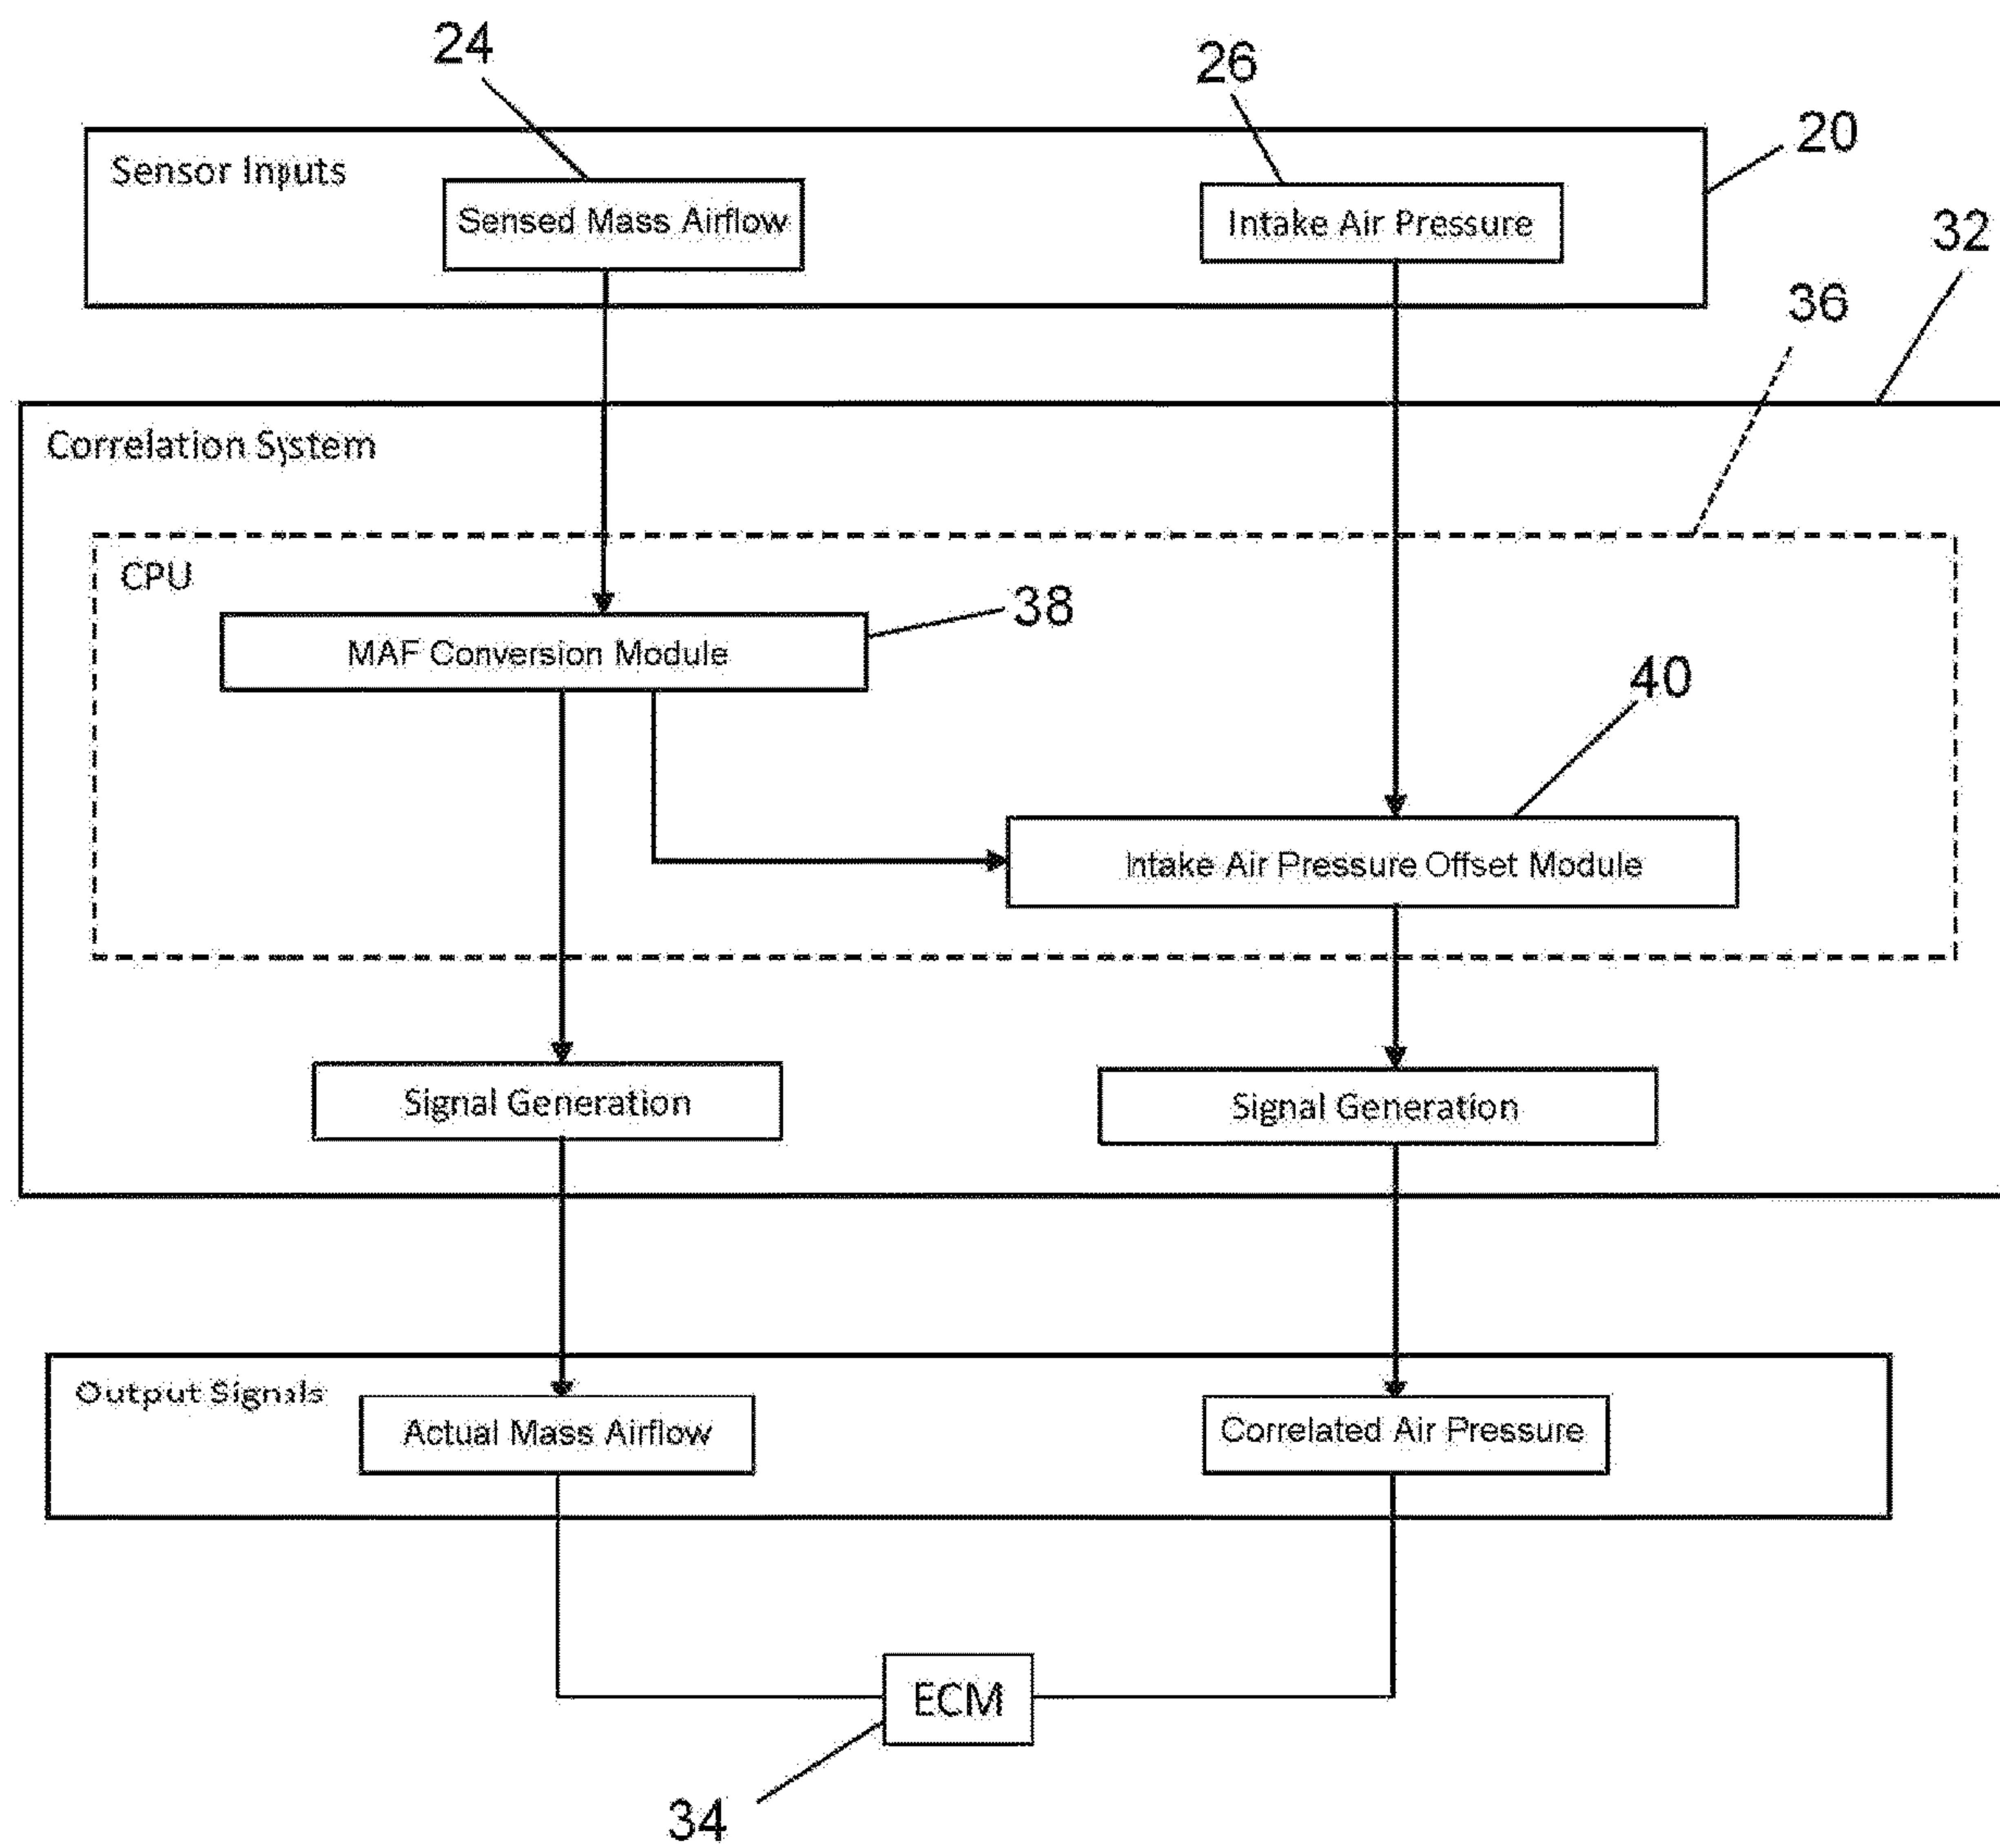 24
26
20
Sensor Inputs
Sensed Mass Airflow
Intake Air Pressure
32
36
Correlation System
CPU
38
MAF Conversion Module
40
Intake Air Pressure Offset Module
Signal Generation
Signal Generation
Output Signals
Actual Mass Airflow
Correlated Air Pressure
ECM
34